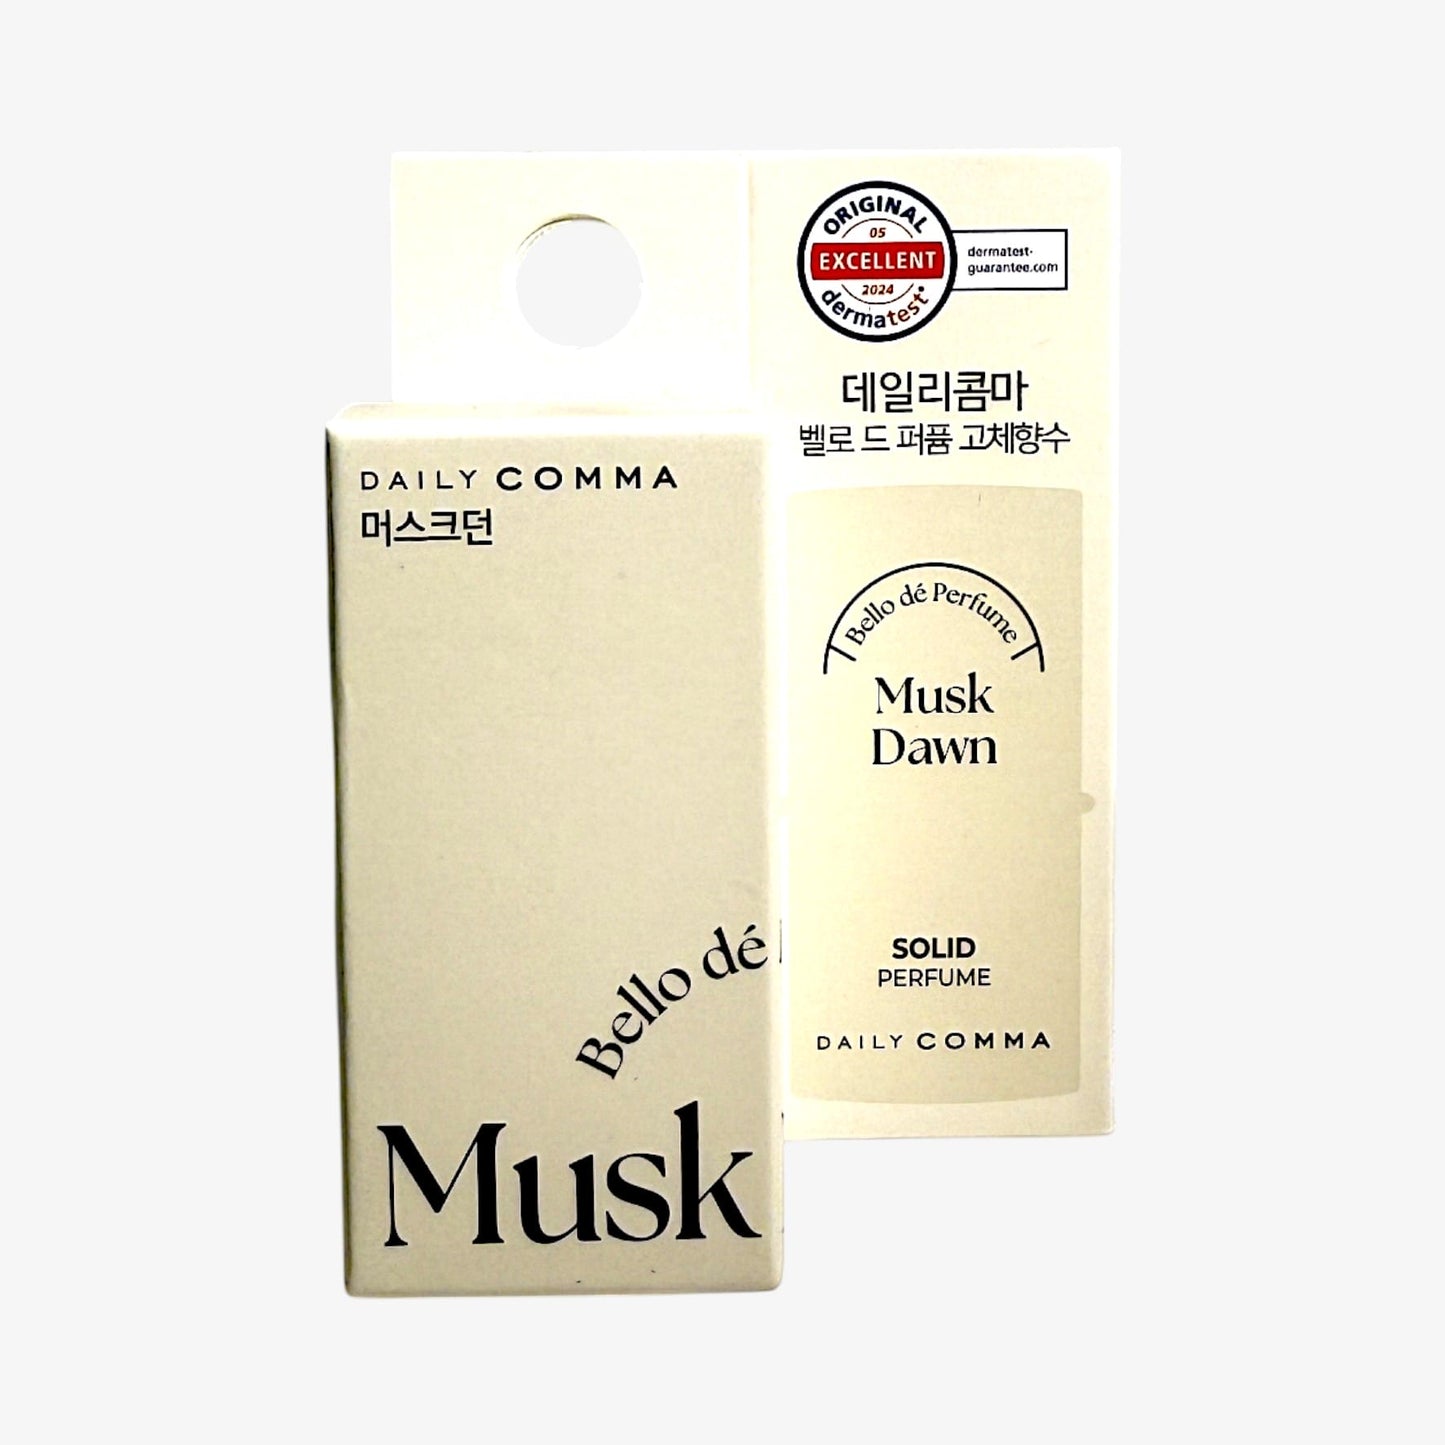 DAILY COMMA
머스크던
Bello dé
Musk
ORIGINAL
05
EXCELLENT
2024
dermatest®
dermatest-
guarantee.com
데일리콤마
벨로 드 퍼퓸 고체향수
Bello dé Perfume
Musk
Dawn
SOLID
PERFUME
DAILY COMMA